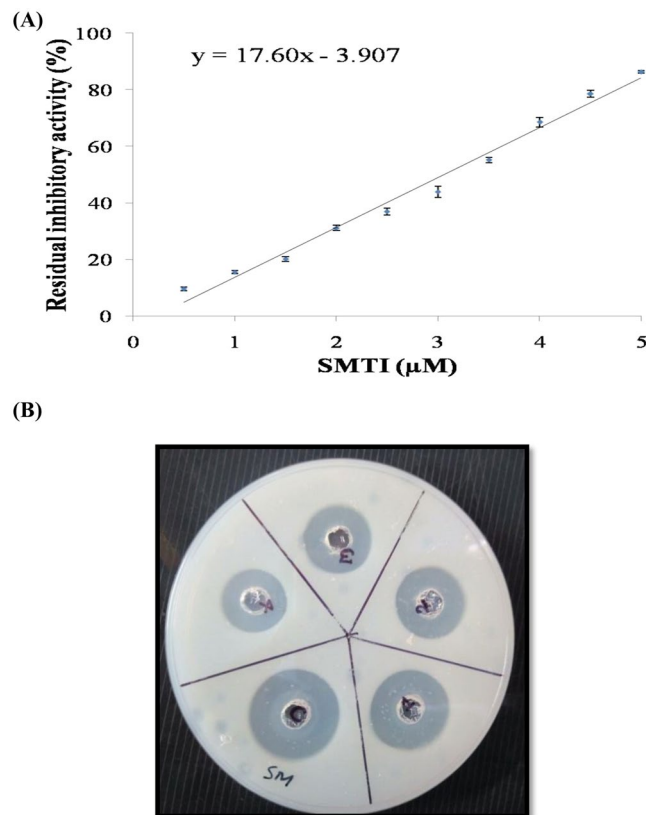 (A)
y = 17.60x - 3.907
Residual inhibitory activity (%)
100
80
60
40
20
0
0 1 2 3 4 5
SMTI (μM)
(B)
3
SM